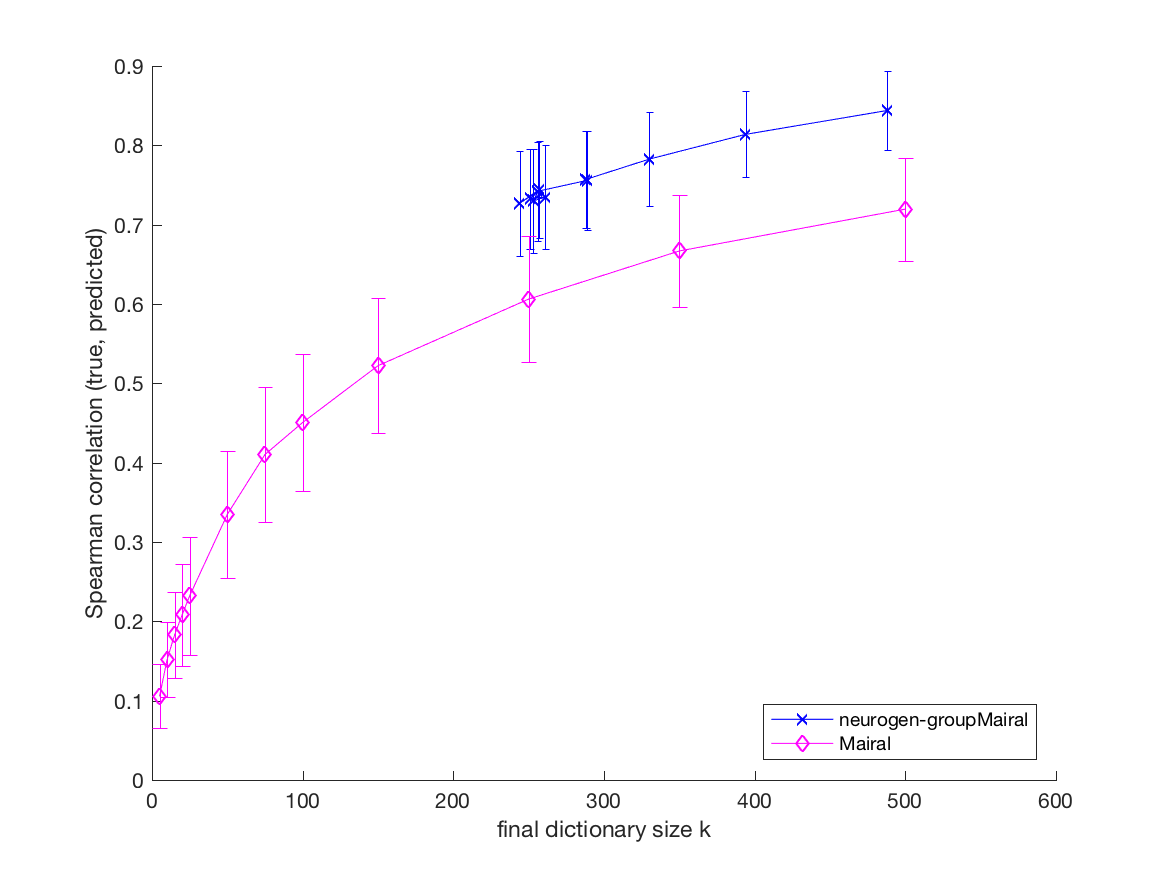 0.9
0.8
0.7
0.6
0.5
0.4
0.3
0.2
0.1
0
Spearman correlation (true, predicted)
neurogen-groupMairal
Mairal
0 100 200 300 400 500 600
final dictionary size k